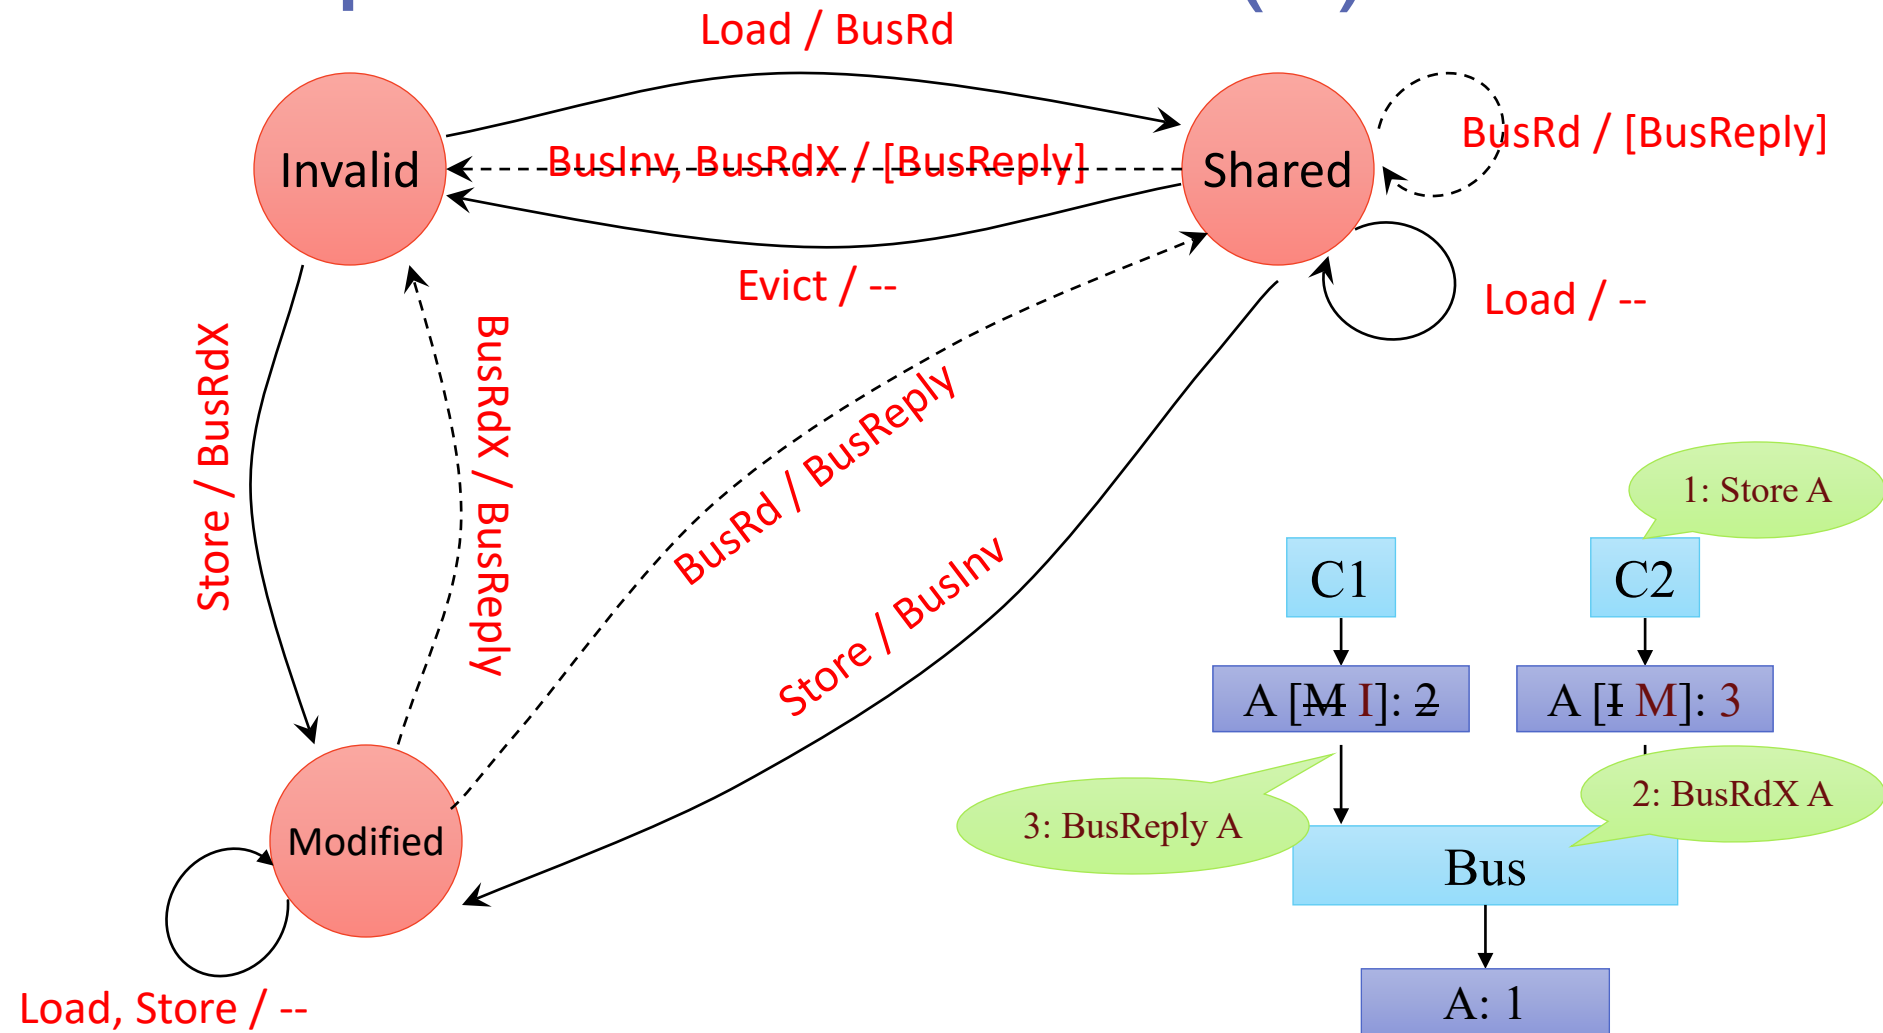 Load / BusRd
Invalid
BusInv, BusRdX / [BusReply]
Shared
BusRd / [BusReply]
Evict / --
Load / --
Store / BusRdX
BusRdX / BusReply
BusRd / BusReply
Store / BusInv
Modified
Load, Store / --
1: Store A
C1
C2
A [M I]: 2
A [I M]: 3
2: BusRdX A
3: BusReply A
Bus
A: 1